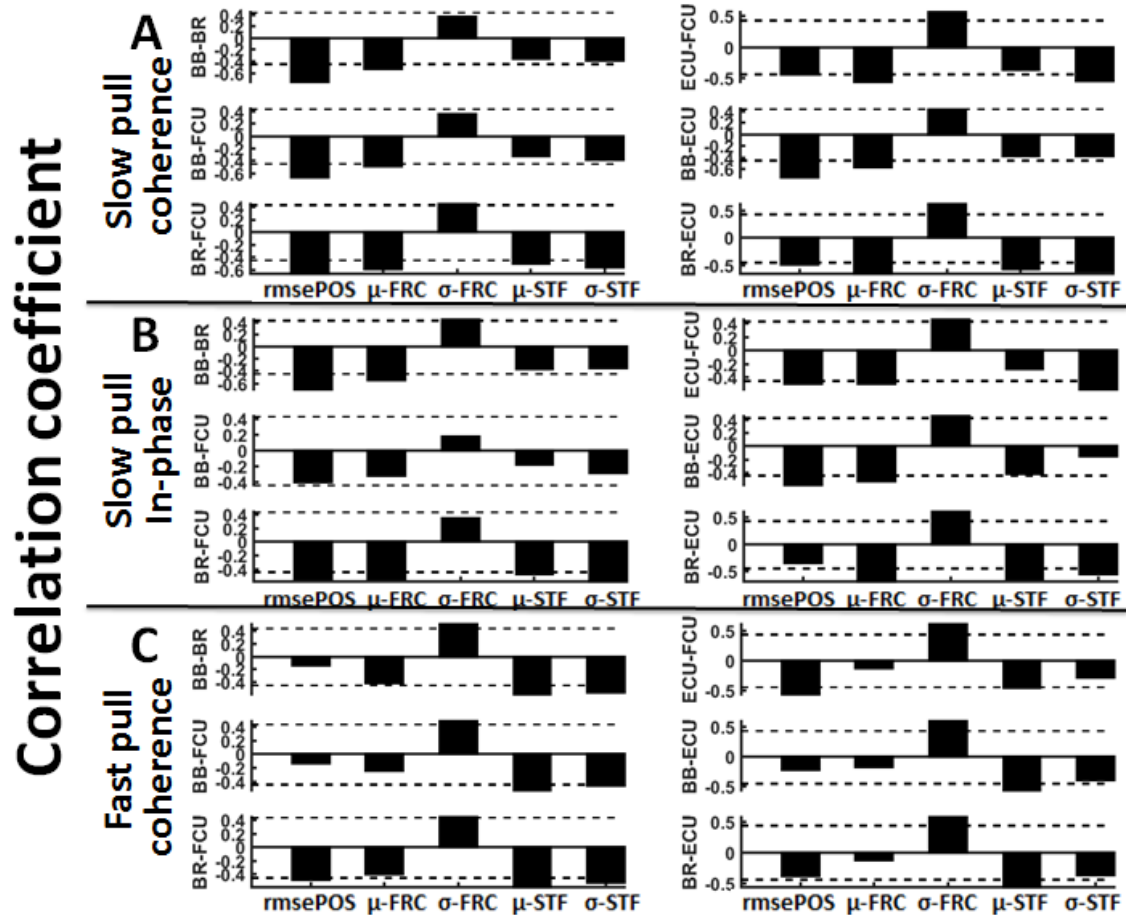 Correlation coefficient
A
Slow pull
coherence
BB-BR
0.4
0.2
0
-0.2
-0.4
-0.6
ECU-FCU
0.5
0
-0.5
BB-FCU
0.4
0.2
0
-0.2
-0.4
-0.6
BB-ECU
0.4
0.2
0
-0.2
-0.4
-0.6
BR-FCU
0.4
0.2
0
-0.2
-0.4
-0.6
BR-ECU
0.5
0
-0.5
rmsePOS μ-FRC σ-FRC μ-STF σ-STF
rmsePOS μ-FRC σ-FRC μ-STF σ-STF
B
Slow pull
In-phase
BB-BR
0.4
0.2
0
-0.2
-0.4
-0.6
ECU-FCU
0.4
0.2
0
-0.2
-0.4
BB-FCU
0.4
0.2
0
-0.2
-0.4
BB-ECU
0.4
0.2
0
-0.2
-0.4
BR-FCU
0.4
0.2
0
-0.2
-0.4
BR-ECU
0.5
0
-0.5
rmsePOS μ-FRC σ-FRC μ-STF σ-STF
rmsePOS μ-FRC σ-FRC μ-STF σ-STF
C
Fast pull
coherence
BB-BR
0.4
0.2
0
-0.2
-0.4
ECU-FCU
0.5
0
-0.5
BB-FCU
0.4
0.2
0
-0.2
-0.4
BB-ECU
0.5
0
-0.5
BR-FCU
0.4
0.2
0
-0.2
-0.4
BR-ECU
0.5
0
-0.5
rmsePOS μ-FRC σ-FRC μ-STF σ-STF
rmsePOS μ-FRC σ-FRC μ-STF σ-STF